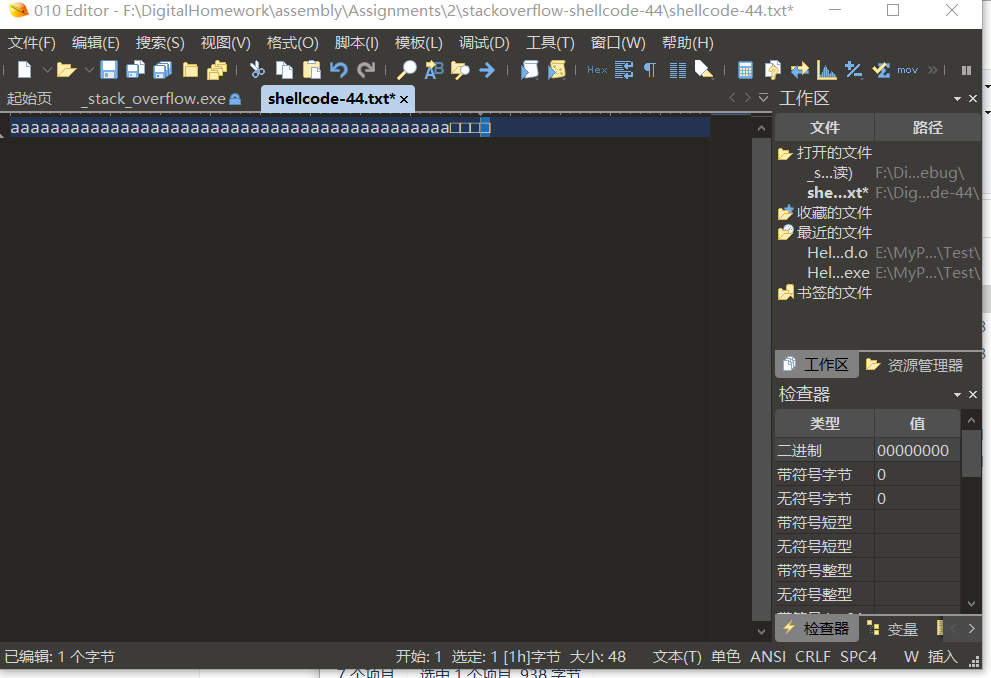 010 Editor - F:\DigitalHomework\assembly\Assignments\2\stackoverflow-shellcode-44\shellcode-44.txt*
文件(F) 编辑(E) 搜索(S) 视图(V) 格式(O) 脚本(I) 模板(L) 调试(D) 工具(T) 窗口(W) 帮助(H)
Hex mov
起始页 _stack_overflow.exe shellcode-44.txt*
aaaaaaaaaaaaaaaaaaaaaaaaaaaaaaaaaaaaaaaaaaaa□□□□
工作区
文件 路径
打开的文件
_s...读) F:\Di...ebug\
she...xt* F:\Dig...de-44\
收藏的文件
最近的文件
Hel...d.o E:\MyP...\Test\
Hel...exe E:\MyP...\Test\
书签的文件
工作区 资源管理器
检查器
类型 值
二进制 00000000
带符号字节 0
无符号字节 0
带符号短型
无符号短型
带符号整型
无符号整型
检查器 变量
已编辑: 1 个字节 开始: 1 选定: 1 [1h]字节 大小: 48 文本(T) 单色 ANSI CRLF SPC4 W 插入
7 个项目 选中 1 个项目 938 字节